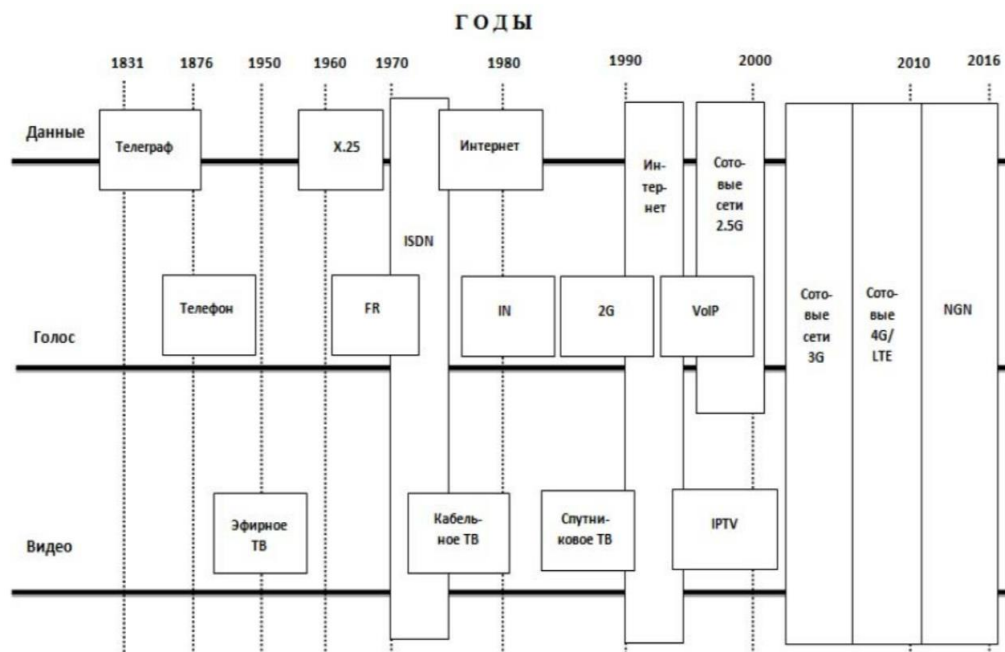 ГОДЫ
1831 1876 1950 1960 1970 1980 1990 2000 2010 2016
Данные
Телеграф
X.25
Интернет
Ин-
тер-
нет
Сото-
вые
сети
2.5G
ISDN
Голос
Телефон
FR
IN
2G
VoIP
Сото-
вые
сети
3G
Сото-
вые
4G/
LTE
NGN
Видео
Эфирное
ТВ
Кабель-
ное ТВ
Спутни-
ковое ТВ
IPTV